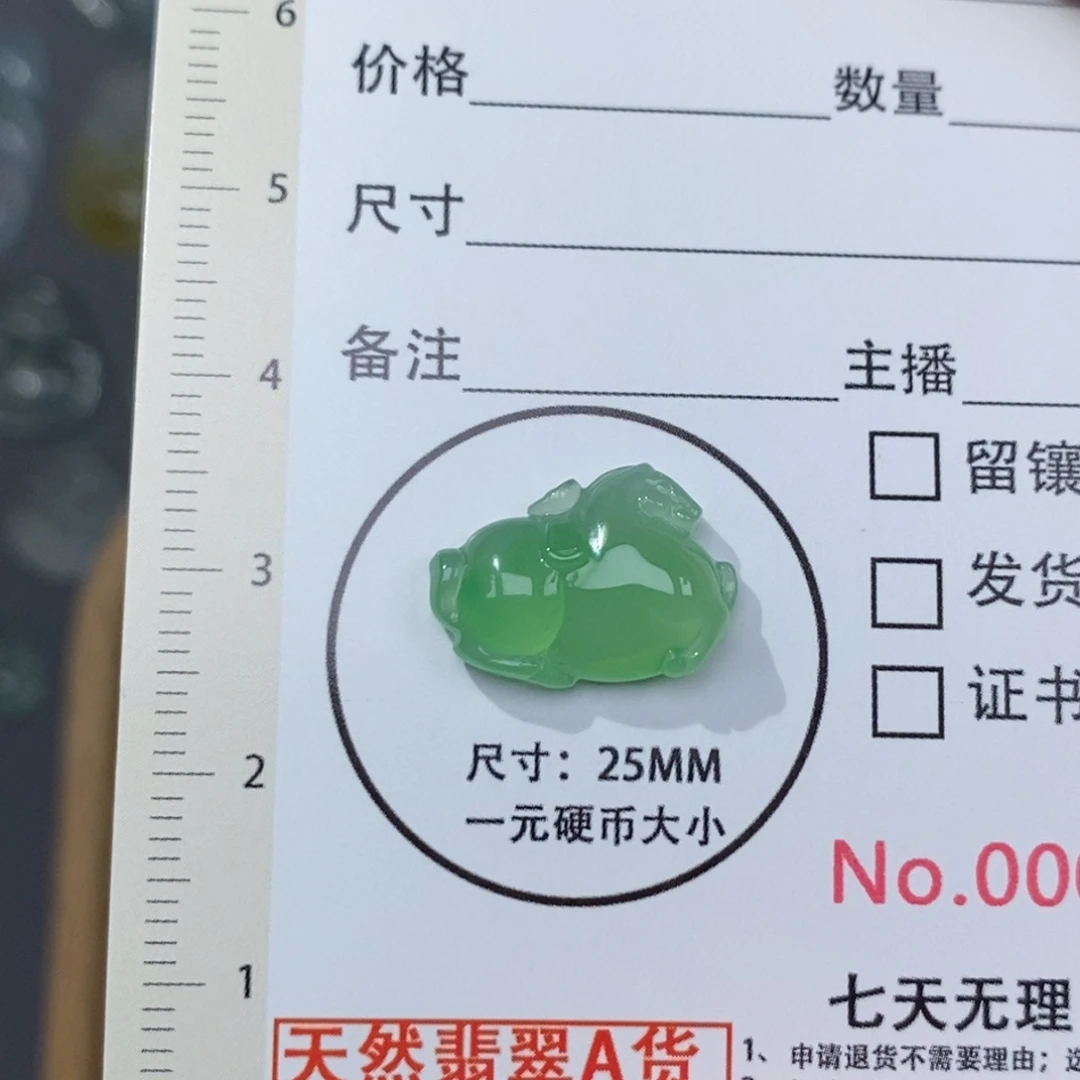 6
价格 数量
5
尺寸
4
备注 主播
留镶
3
发货
证书
尺寸：25MM
2
一元硬币大小
No.000
1
七天无理
天然翡翠A货
1、申请退货不需要理由；